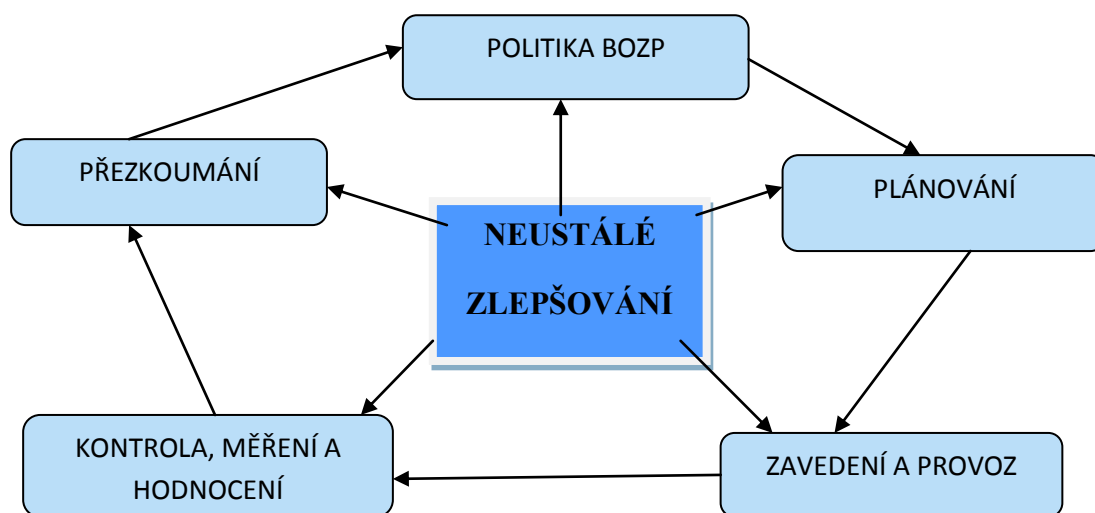 POLITIKA BOZP
PŘEZKOUMÁNÍ
PLÁNOVÁNÍ
NEUSTÁLÉ
ZLEPŠOVÁNÍ
KONTROLA, MĚŘENÍ A
HODNOCENÍ
ZAVEDENÍ A PROVOZ